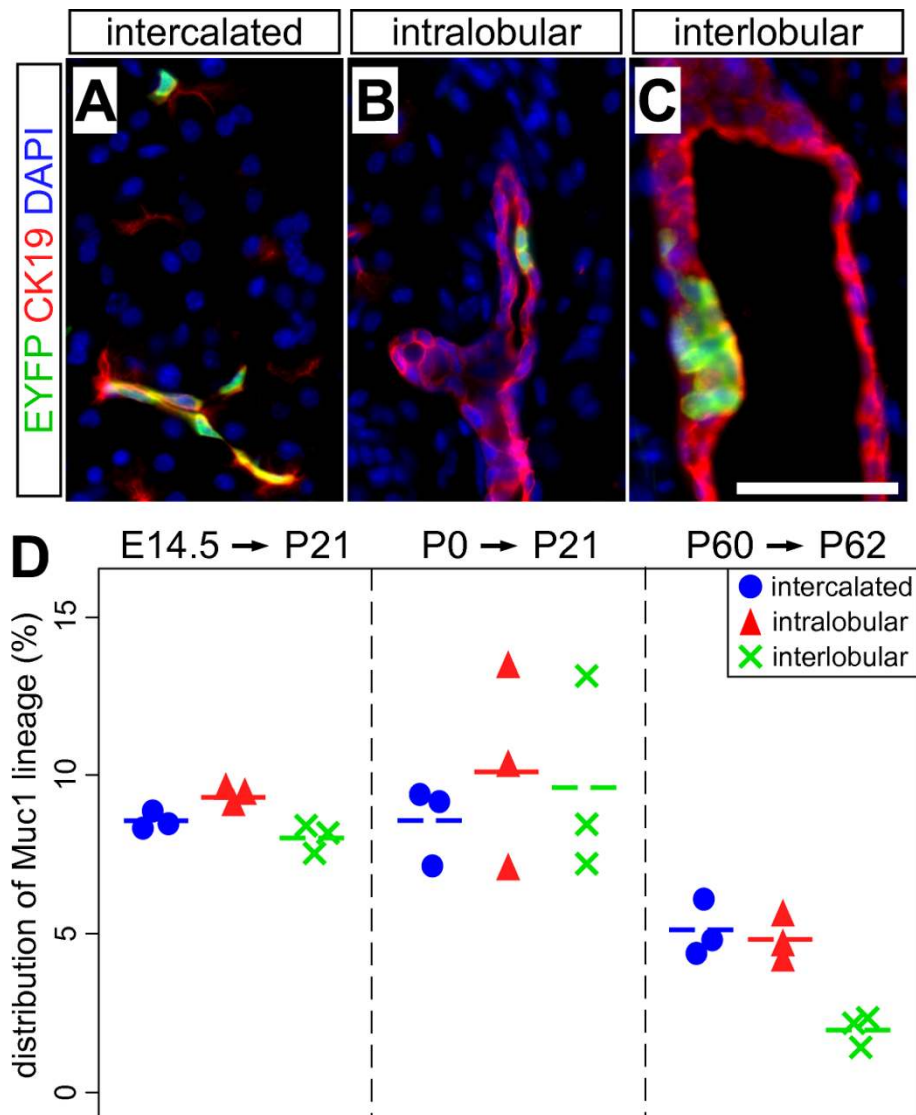 intercalated intralobular interlobular
EYFP CK19 DAPI
A B C
D
E14.5 → P21 P0 → P21 P60 → P62
distribution of Muc1 lineage (%)
15
10
5
0
intercalated
intralobular
interlobular